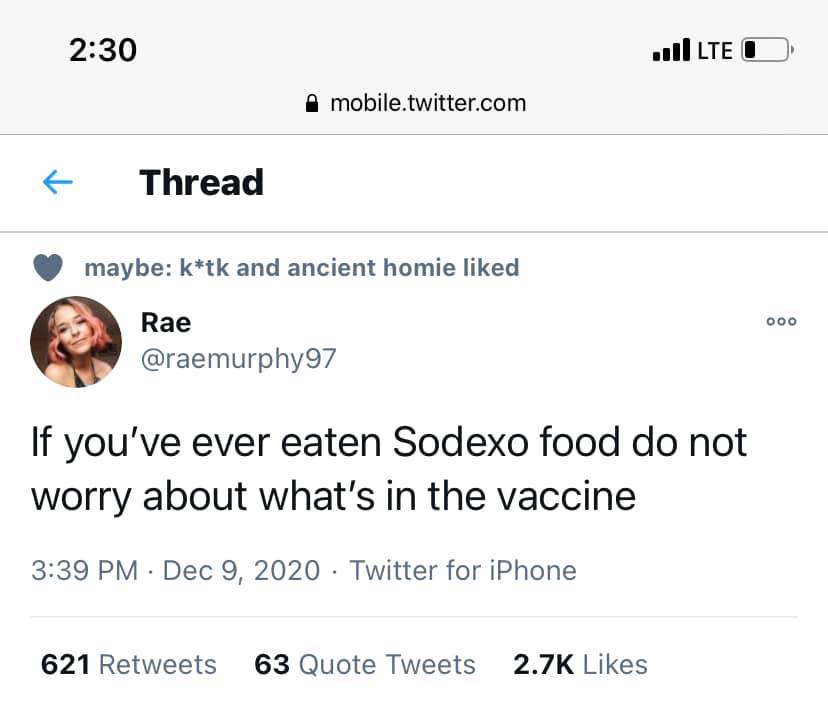 2:30 LTE
mobile.twitter.com
Thread
maybe: k*tk and ancient homie liked
Rae
@raemurphy97
If you’ve ever eaten Sodexo food do not
worry about what’s in the vaccine
3:39 PM · Dec 9, 2020 · Twitter for iPhone
621 Retweets 63 Quote Tweets 2.7K Likes